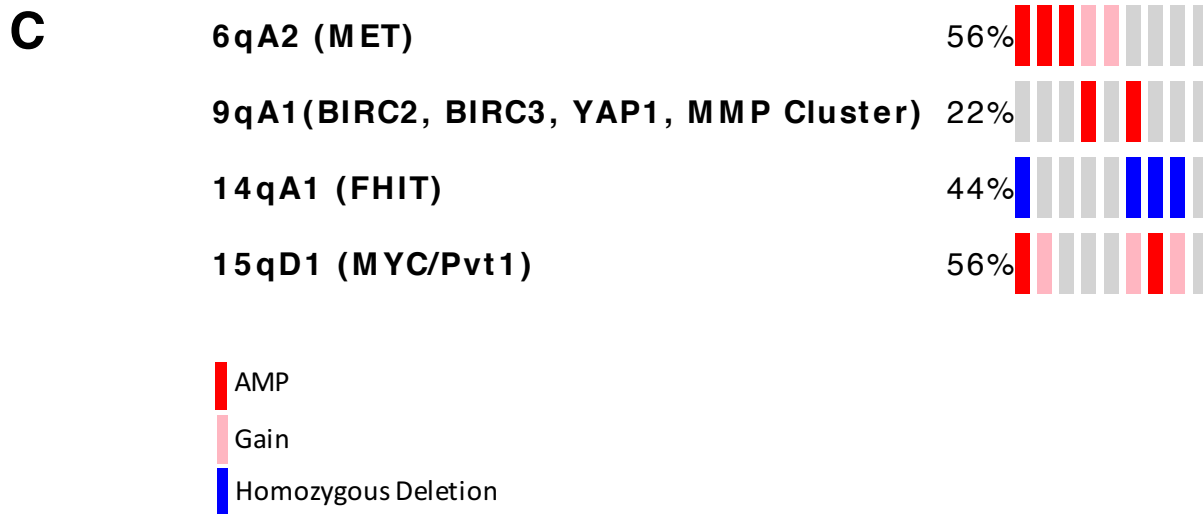 C
6qA2 (MET) 56%
9qA1(BIRC2, BIRC3, YAP1, MMP Cluster) 22%
14qA1 (FHIT) 44%
15qD1 (MYC/Pvt1) 56%
AMP
Gain
Homozygous Deletion